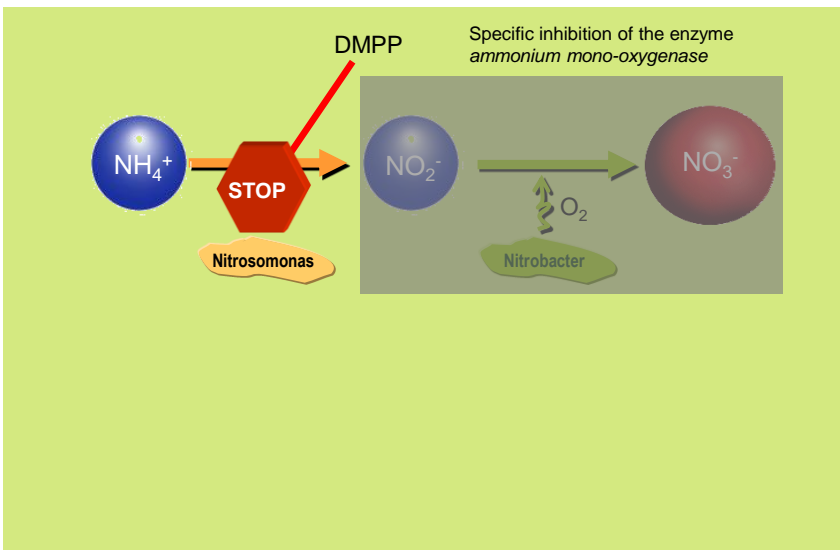 DMPP
Specific inhibition of the enzyme
ammonium mono-oxygenase
NH₄⁺
STOP
NO₂⁻
NO₃⁻
O₂
Nitrosomonas
Nitrobacter